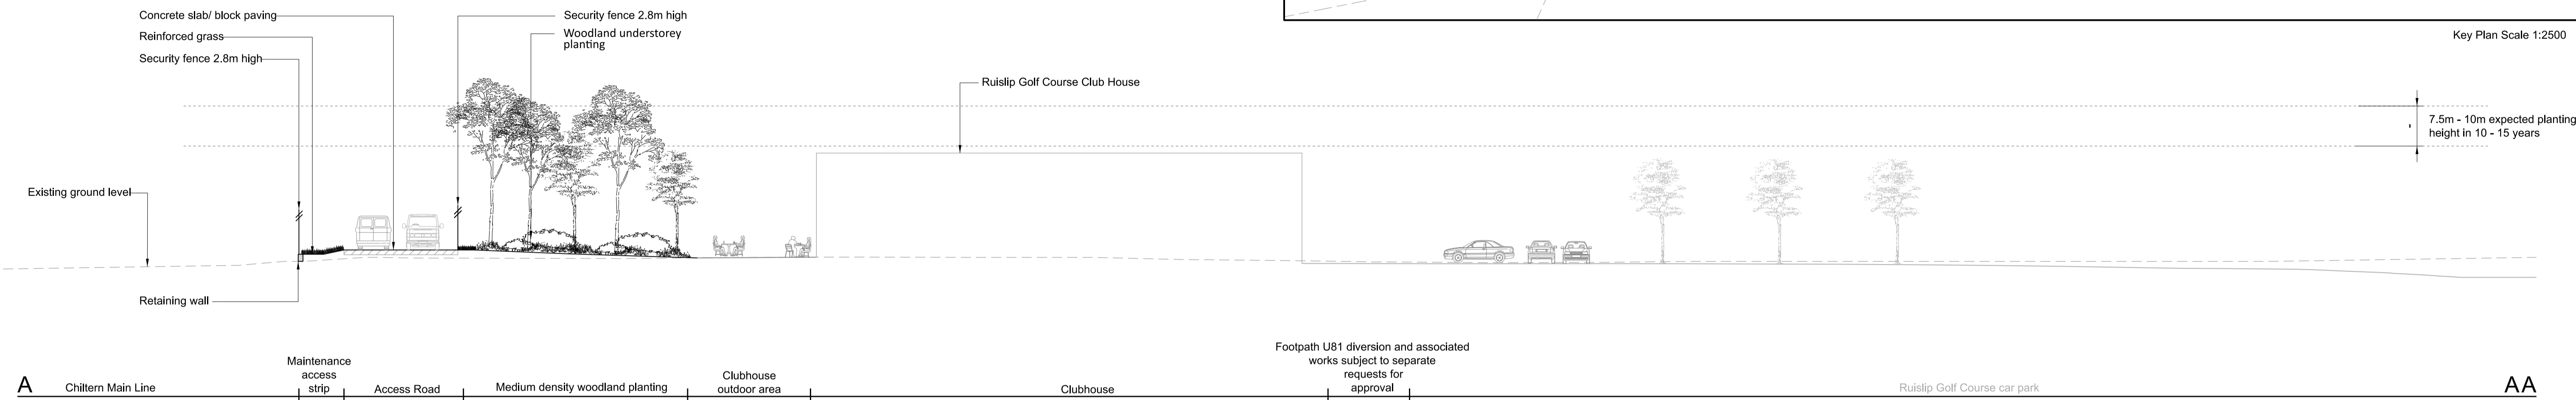 Concrete slab/ block paving
Reinforced grass
Security fence 2.8m high
Security fence 2.8m high
Woodland understorey
planting
Key Plan Scale 1:2500
Ruislip Golf Course Club House
7.5m - 10m expected planting
height in 10 - 15 years
Existing ground level
Retaining wall
A
Chiltern Main Line
Maintenance
access
strip
Access Road
Medium density woodland planting
Clubhouse
outdoor area
Clubhouse
Footpath U81 diversion and associated
works subject to separate
requests for
approval
Ruislip Golf Course car park
AA